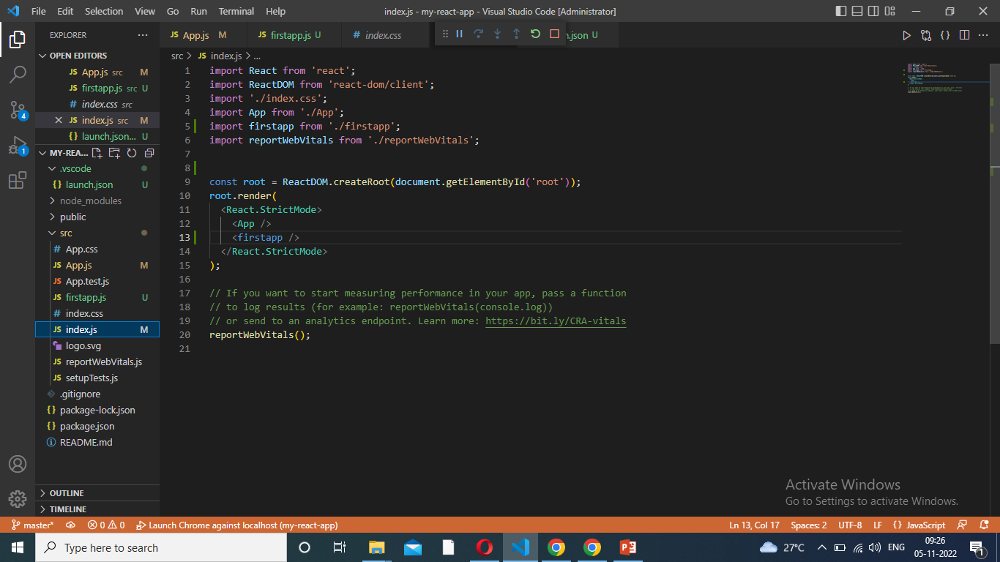 File Edit Selection View Go Run Terminal Help index.js - my-react-app - Visual Studio Code [Administrator]
EXPLORER ...
App.js M firstapp.js U # index.css n.json U
OPEN EDITORS
JS App.js src M
JS firstapp.js src U
# index.css src
JS index.js src M
{} launch.json... U
MY-REA...
.vscode
{} launch.json U
node_modules
public
src
# App.css
JS App.js M
JS App.test.js
JS firstapp.js U
# index.css
JS index.js M
logo.svg
JS reportWebVitals.js
JS setupTests.js
.gitignore
{} package-lock.json
{} package.json
README.md
OUTLINE
TIMELINE
4
1
src > JS index.js > ...
1 import React from 'react';
2 import ReactDOM from 'react-dom/client';
3 import './index.css';
4 import App from './App';
5 import firstapp from './firstapp';
6 import reportWebVitals from './reportWebVitals';
7
8
9 const root = ReactDOM.createRoot(document.getElementById('root'));
10 root.render(
11 <React.StrictMode>
12 <App />
13 <firstapp />
14 </React.StrictMode>
15 );
16
17 // If you want to start measuring performance in your app, pass a function
18 // to log results (for example: reportWebVitals(console.log))
19 // or send to an analytics endpoint. Learn more: https://bit.ly/CRA-vitals
20 reportWebVitals();
21
Activate Windows
Go to Settings to activate Windows.
master* 0 0 Launch Chrome against localhost (my-react-app) Ln 13, Col 17 Spaces: 2 UTF-8 LF {} JavaScript
Type here to search 27°C ENG 09:26
05-11-2022
1